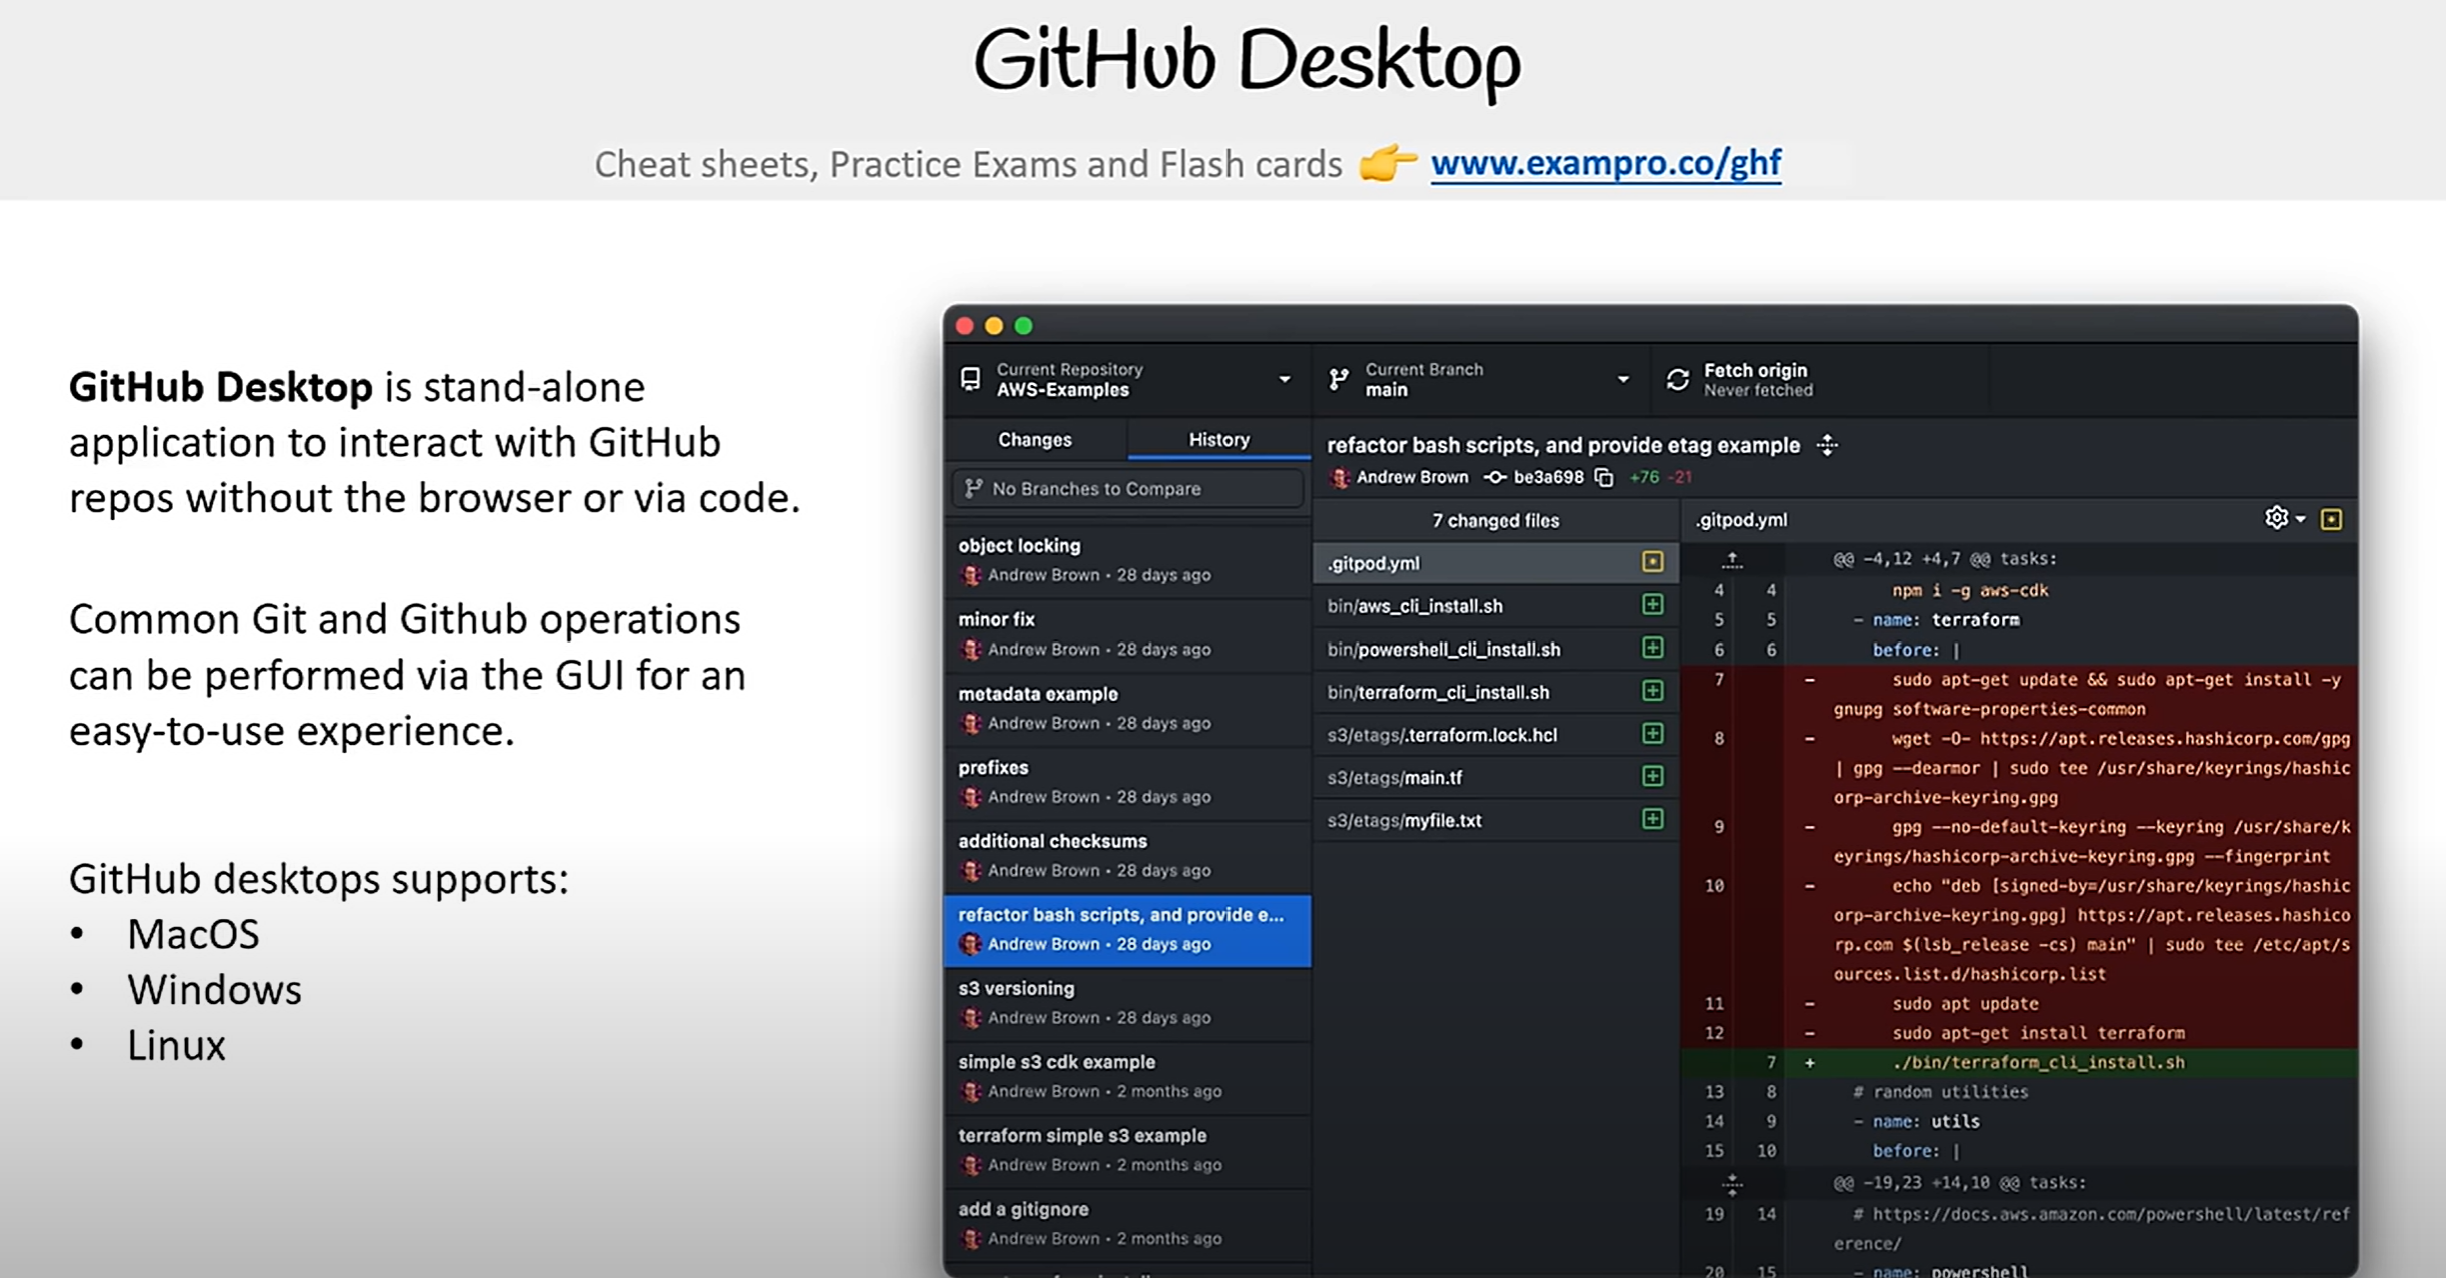 GitHub Desktop
Cheat sheets, Practice Exams and Flash cards 👉 www.exampro.co/ghf
GitHub Desktop is stand-alone
application to interact with GitHub
repos without the browser or via code.
Common Git and Github operations
can be performed via the GUI for an
easy-to-use experience.
GitHub desktops supports:
• MacOS
• Windows
• Linux
Current Repository
AWS-Examples
Current Branch
main
Fetch origin
Never fetched
Changes
History
No Branches to Compare
object locking
Andrew Brown • 28 days ago
minor fix
Andrew Brown • 28 days ago
metadata example
Andrew Brown • 28 days ago
prefixes
Andrew Brown • 28 days ago
additional checksums
Andrew Brown • 28 days ago
refactor bash scripts, and provide e...
Andrew Brown • 28 days ago
s3 versioning
Andrew Brown • 28 days ago
simple s3 cdk example
Andrew Brown • 2 months ago
terraform simple s3 example
Andrew Brown • 2 months ago
add a gitignore
Andrew Brown • 2 months ago
refactor bash scripts, and provide etag example
Andrew Brown be3a698 +76 -21
7 changed files
.gitpod.yml
bin/aws_cli_install.sh
bin/powershell_cli_install.sh
bin/terraform_cli_install.sh
s3/etags/.terraform.lock.hcl
s3/etags/main.tf
s3/etags/myfile.txt
.gitpod.yml
@@ -4,12 +4,7 @@ tasks:
4 4 npm i -g aws-cdk
5 5 - name: terraform
6 6 before: |
7 - sudo apt-get update && sudo apt-get install -y
gnupg software-properties-common
8 - wget -O- https://apt.releases.hashicorp.com/gpg
| gpg --dearmor | sudo tee /usr/share/keyrings/hashic
orp-archive-keyring.gpg
9 - gpg --no-default-keyring --keyring /usr/share/k
eyrings/hashicorp-archive-keyring.gpg --fingerprint
10 - echo "deb [signed-by=/usr/share/keyrings/hashic
orp-archive-keyring.gpg] https://apt.releases.hashico
rp.com $(lsb_release -cs) main" | sudo tee /etc/apt/s
ources.list.d/hashicorp.list
11 - sudo apt update
12 - sudo apt-get install terraform
7 + ./bin/terraform_cli_install.sh
13 8 # random utilities
14 9 - name: utils
15 10 before: |
@@ -19,23 +14,10 @@ tasks:
19 14 # https://docs.aws.amazon.com/powershell/latest/ref
erence/
20 15 - name: powershell